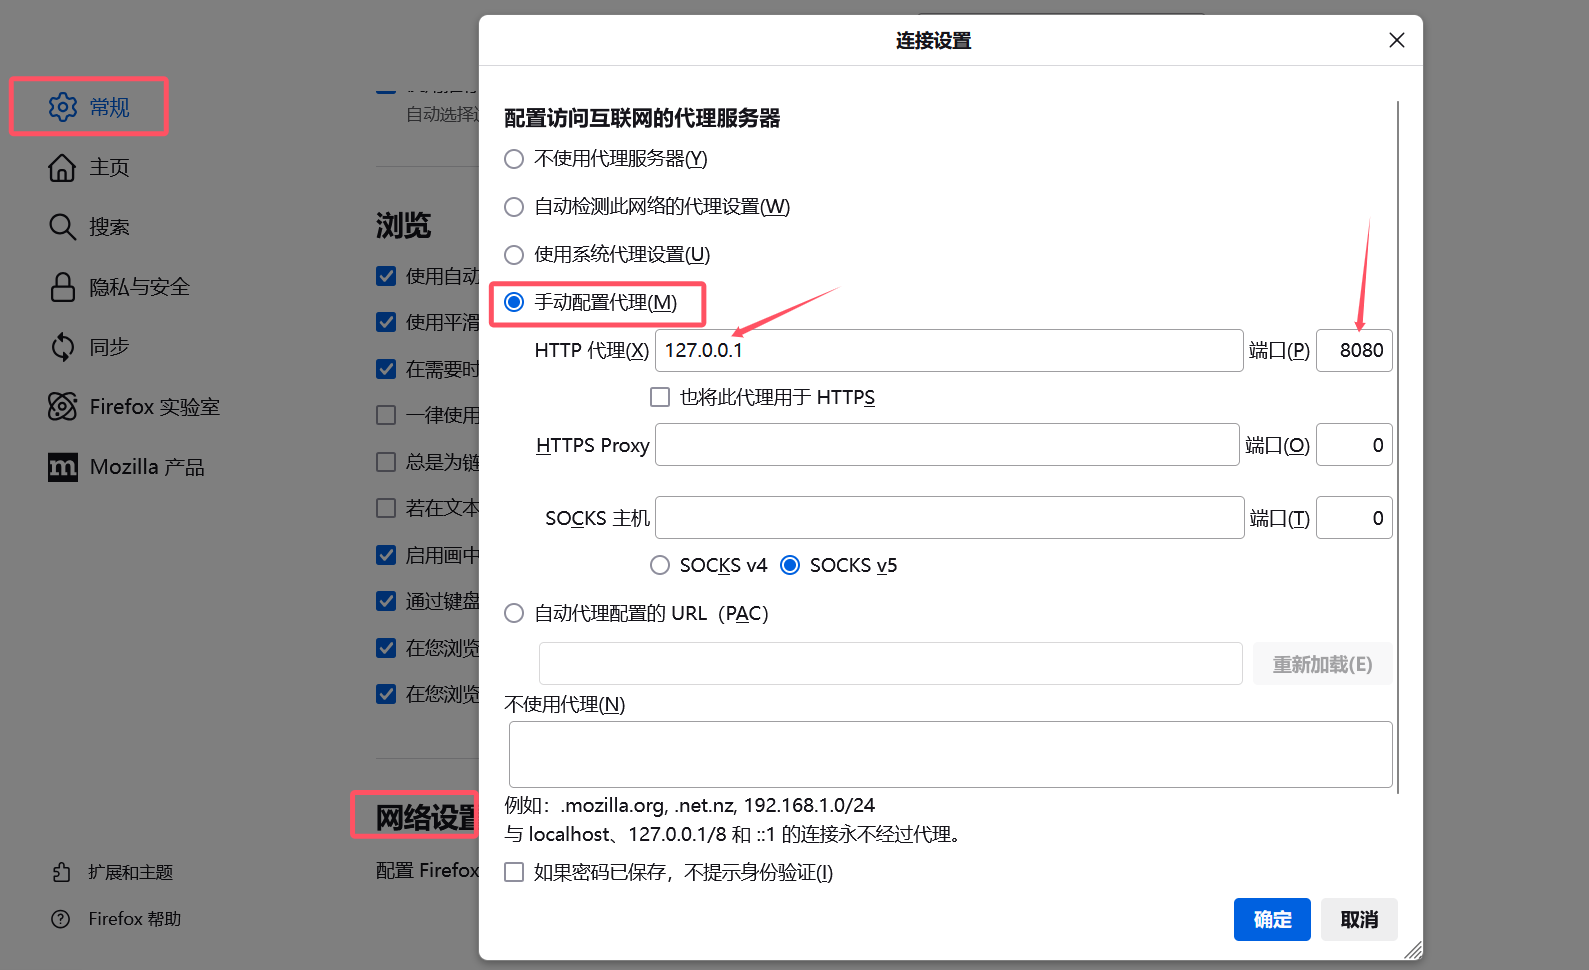 常规
主页
搜索
隐私与安全
同步
Firefox 实验室
Mozilla 产品
扩展和主题
Firefox 帮助
自动选择
浏览
使用自动
使用平滑
在需要时
一律使用
总是为链
若在文本
启用画中
通过键盘
在您浏览
在您浏览
网络设置
配置 Firefox
连接设置
配置访问互联网的代理服务器
不使用代理服务器(Y)
自动检测此网络的代理设置(W)
使用系统代理设置(U)
手动配置代理(M)
HTTP 代理(X) 127.0.0.1 端口(P) 8080
也将此代理用于 HTTPS
HTTPS Proxy 端口(O) 0
SOCKS 主机 端口(T) 0
SOCKS v4 SOCKS v5
自动代理配置的 URL（PAC）
重新加载(E)
不使用代理(N)
例如：.mozilla.org, .net.nz, 192.168.1.0/24
与 localhost、127.0.0.1/8 和 ::1 的连接永不经过代理。
如果密码已保存，不提示身份验证(I)
确定 取消